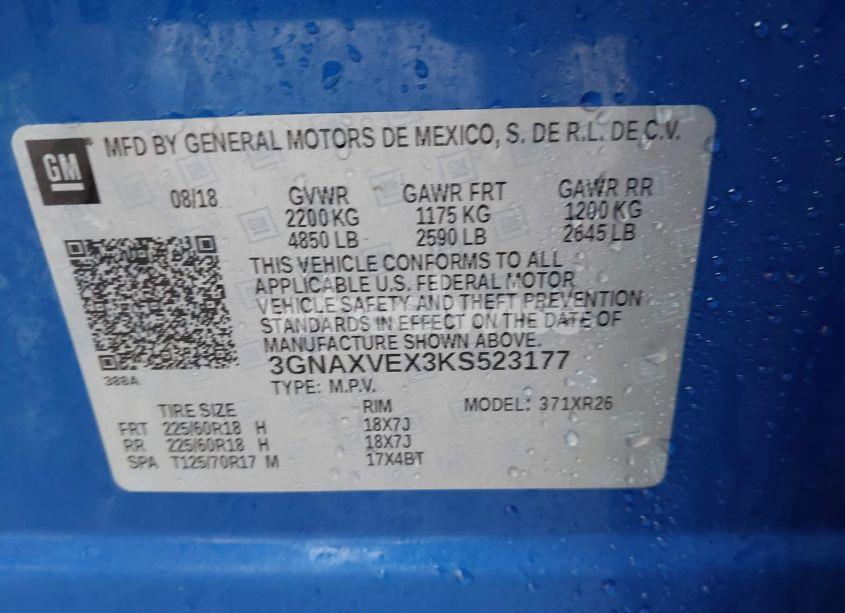 GM
MFD BY GENERAL MOTORS DE MEXICO, S. DE R.L. DE C.V.
08/18 GVWR GAWR FRT GAWR RR
2200 KG 1175 KG 1200 KG
4850 LB 2590 LB 2645 LB
THIS VEHICLE CONFORMS TO ALL
APPLICABLE U.S. FEDERAL MOTOR
VEHICLE SAFETY AND THEFT PREVENTION
STANDARDS IN EFFECT ON THE DATE OF
MANUFACTURE SHOWN ABOVE.
3GNAXVEX3KS523177
388A
TYPE: M.P.V.
TIRE SIZE RIM MODEL: 371XR26
FRT 225/60R18 H 18X7J
RR 225/60R18 H 18X7J
SPA T125/70R17 M 17X4BT